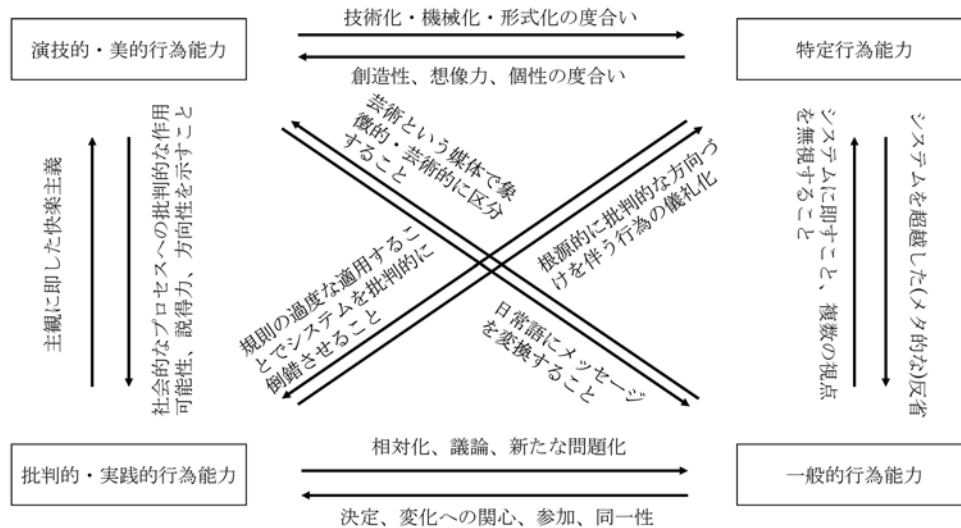 技術化・機械化・形式化の度合い
演技的・美的行為能力
特定行為能力
創造性、想像力、個性の度合い
芸術という媒体で象
徴的・芸術的に区分
すること
根源的に批判的な方向づ
けを伴う行為の儀礼化
規則の過度な適用するこ
とでシステムを批判的に
倒錯させること
日常語にメッセージ
を変換すること
主観に即した快楽主義
社会的なプロセスへの批判的な作用
可能性、説得力、方向性を示すこと
システムに即すこと、複数の視点
を無視すること
システムを超越した(メタ的な)反省
相対化、議論、新たな問題化
批判的・実践的行為能力
一般的行為能力
決定、変化への関心、参加、同一性